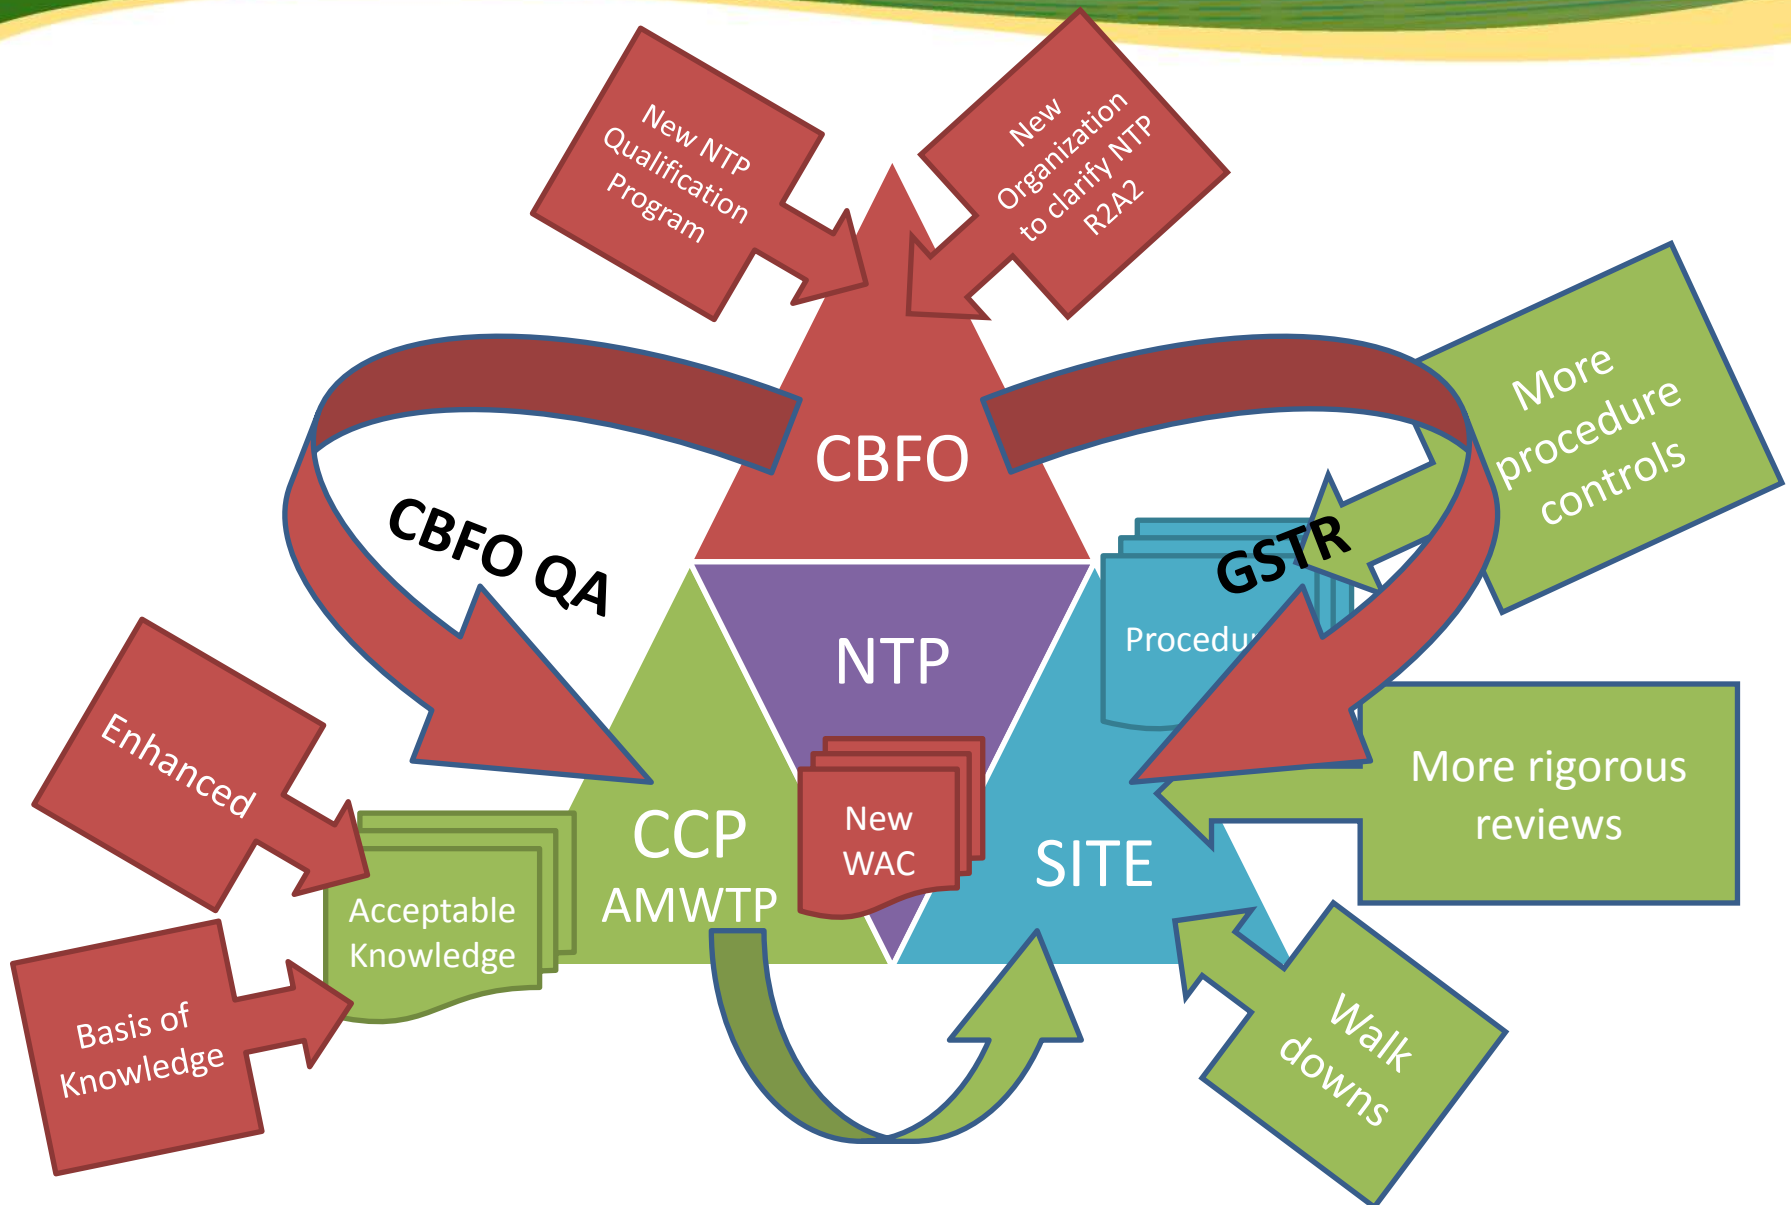 New NTP
Qualification
Program
New
Organization
to clarify NTP
R2A2
More
procedure
controls
CBFO
CBFO QA
GSTR
NTP
Enhanced
More rigorous
reviews
CCP
AMWTP
New
WAC
SITE
Acceptable
Knowledge
Basis of
Knowledge
Walk
downs